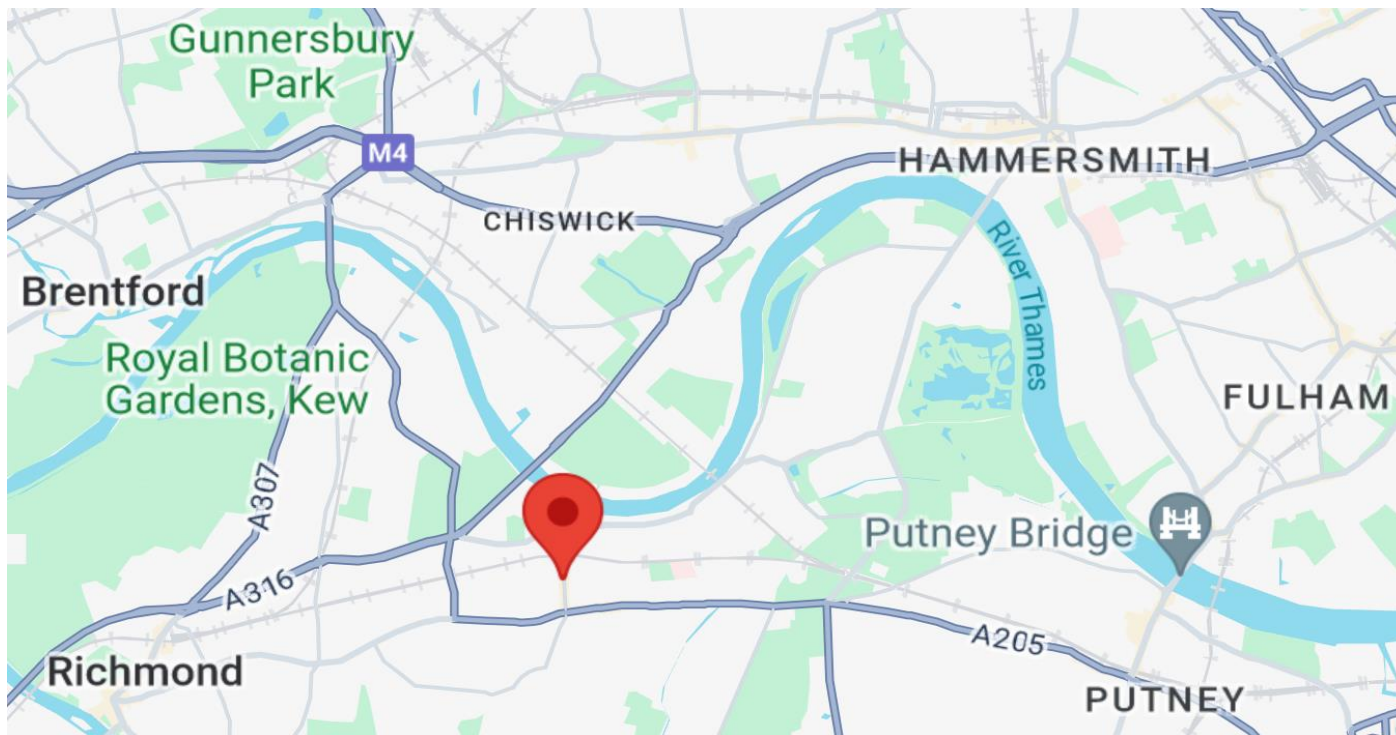 Gunnersbury
Park
M4
HAMMERSMITH
CHISWICK
River Thames
Brentford
Royal Botanic
Gardens, Kew
FULHAM
A307
Putney Bridge
A316
A205
Richmond
PUTNEY